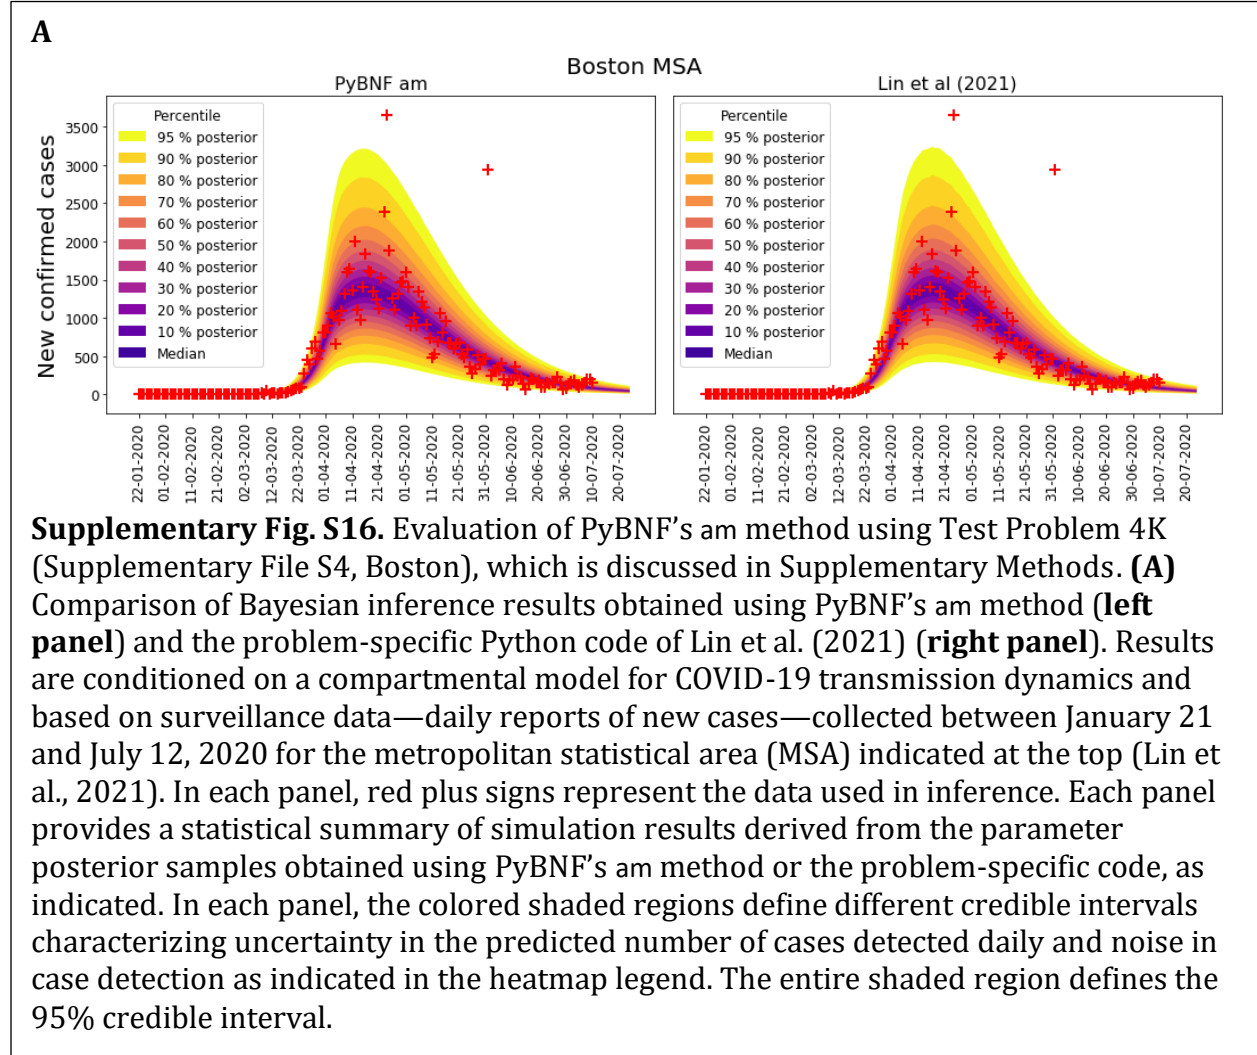 A
Boston MSA
PyBNF am
Lin et al (2021)
New confirmed cases
3500
3000
2500
2000
1500
1000
500
0
Percentile
95 % posterior
90 % posterior
80 % posterior
70 % posterior
60 % posterior
50 % posterior
40 % posterior
30 % posterior
20 % posterior
10 % posterior
Median
Percentile
95 % posterior
90 % posterior
80 % posterior
70 % posterior
60 % posterior
50 % posterior
40 % posterior
30 % posterior
20 % posterior
10 % posterior
Median
22-01-2020
01-02-2020
11-02-2020
21-02-2020
02-03-2020
12-03-2020
22-03-2020
01-04-2020
11-04-2020
21-04-2020
01-05-2020
11-05-2020
21-05-2020
31-05-2020
10-06-2020
20-06-2020
30-06-2020
10-07-2020
20-07-2020
22-01-2020
01-02-2020
11-02-2020
21-02-2020
02-03-2020
12-03-2020
22-03-2020
01-04-2020
11-04-2020
21-04-2020
01-05-2020
11-05-2020
21-05-2020
31-05-2020
10-06-2020
20-06-2020
30-06-2020
10-07-2020
20-07-2020
Supplementary Fig. S16. Evaluation of PyBNF's am method using Test Problem 4K
(Supplementary File S4, Boston), which is discussed in Supplementary Methods. (A)
Comparison of Bayesian inference results obtained using PyBNF's am method (left
panel) and the problem-specific Python code of Lin et al. (2021) (right panel). Results
are conditioned on a compartmental model for COVID-19 transmission dynamics and
based on surveillance data—daily reports of new cases—collected between January 21
and July 12, 2020 for the metropolitan statistical area (MSA) indicated at the top (Lin et
al., 2021). In each panel, red plus signs represent the data used in inference. Each panel
provides a statistical summary of simulation results derived from the parameter
posterior samples obtained using PyBNF's am method or the problem-specific code, as
indicated. In each panel, the colored shaded regions define different credible intervals
characterizing uncertainty in the predicted number of cases detected daily and noise in
case detection as indicated in the heatmap legend. The entire shaded region defines the
95% credible interval.